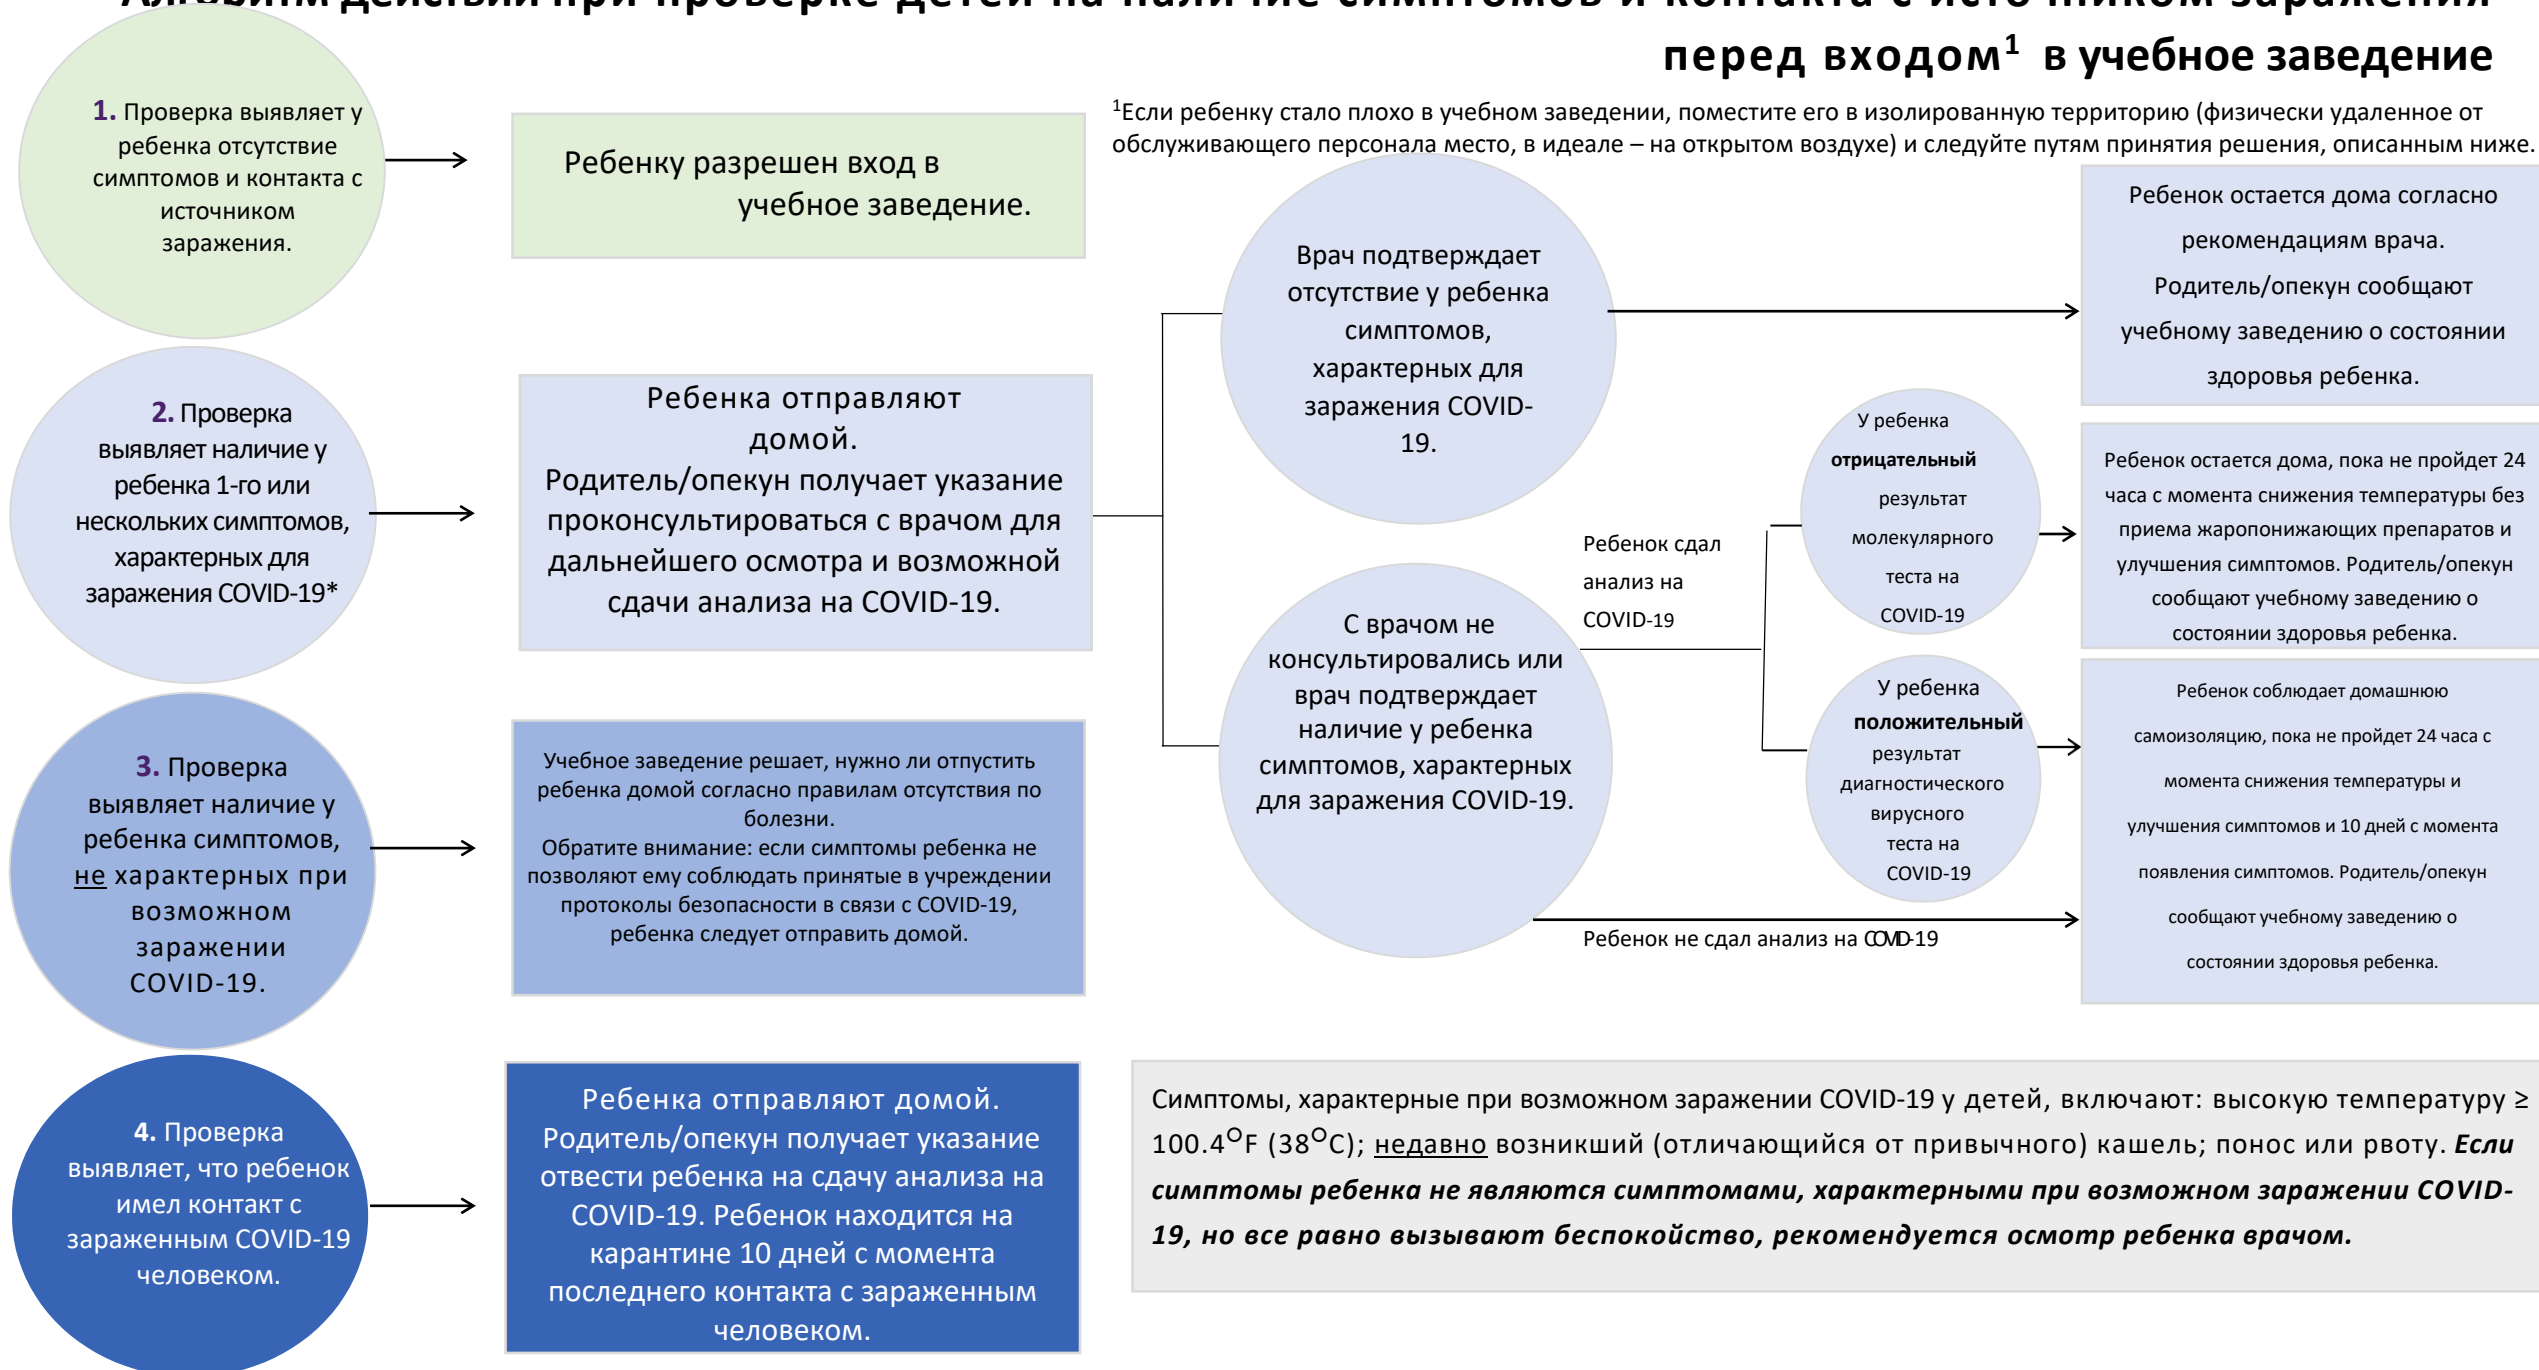 Алгоритм действий при проверке детей на наличие симптомов и контакта с источником заражения
перед входом¹ в учебное заведение
¹Если ребенку стало плохо в учебном заведении, поместите его в изолированную территорию (физически удаленное от
обслуживающего персонала место, в идеале – на открытом воздухе) и следуйте путям принятия решения, описанным ниже.
1. Проверка выявляет у
ребенка отсутствие
симптомов и контакта с
источником
заражения.
Ребенку разрешен вход в
учебное заведение.
2. Проверка
выявляет наличие у
ребенка 1-го или
нескольких симптомов,
характерных для
заражения COVID-19*
Ребенка отправляют
домой.
Родитель/опекун получает указание
проконсультироваться с врачом для
дальнейшего осмотра и возможной
сдачи анализа на COVID-19.
Врач подтверждает
отсутствие у ребенка
симптомов,
характерных для
заражения COVID-
19.
Ребенок остается дома согласно
рекомендациям врача.
Родитель/опекун сообщают
учебному заведению о состоянии
здоровья ребенка.
С врачом не
консультировались или
врач подтверждает
наличие у ребенка
симптомов, характерных
для заражения COVID-19.
Ребенок сдал
анализ на
COVID-19
У ребенка
отрицательный
результат
молекулярного
теста на
COVID-19
Ребенок остается дома, пока не пройдет 24
часа с момента снижения температуры без
приема жаропонижающих препаратов и
улучшения симптомов. Родитель/опекун
сообщают учебному заведению о
состоянии здоровья ребенка.
У ребенка
положительный
результат
диагностического
вирусного
теста на
COVID-19
Ребенок соблюдает домашнюю
самоизоляцию, пока не пройдет 24 часа с
момента снижения температуры и
улучшения симптомов и 10 дней с момента
появления симптомов. Родитель/опекун
сообщают учебному заведению о
состоянии здоровья ребенка.
Ребенок не сдал анализ на COVID-19
3. Проверка
выявляет наличие у
ребенка симптомов,
не характерных при
возможном
заражении
COVID-19.
Учебное заведение решает, нужно ли отпустить
ребенка домой согласно правилам отсутствия по
болезни.
Обратите внимание: если симптомы ребенка не
позволяют ему соблюдать принятые в учреждении
протоколы безопасности в связи с COVID-19,
ребенка следует отправить домой.
4. Проверка
выявляет, что ребенок
имел контакт с
зараженным COVID-19
человеком.
Ребенка отправляют домой.
Родитель/опекун получает указание
отвести ребенка на сдачу анализа на
COVID-19. Ребенок находится на
карантине 10 дней с момента
последнего контакта с зараженным
человеком.
Симптомы, характерные при возможном заражении COVID-19 у детей, включают: высокую температуру ≥
100.4°F (38°C); недавно возникший (отличающийся от привычного) кашель; понос или рвоту. Если
симптомы ребенка не являются симптомами, характерными при возможном заражении COVID-
19, но все равно вызывают беспокойство, рекомендуется осмотр ребенка врачом.